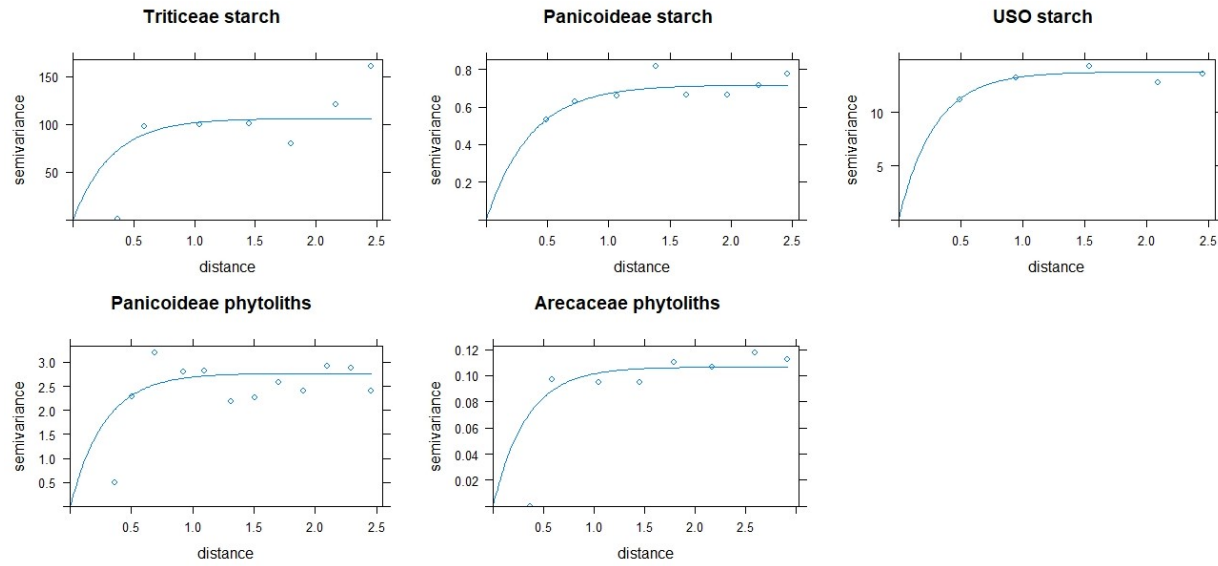 Triticeae starch
150
100
50
semivariance
0.5 1.0 1.5 2.0 2.5
distance
Panicoideae starch
0.8
0.6
0.4
0.2
semivariance
0.5 1.0 1.5 2.0 2.5
distance
USO starch
10
5
semivariance
0.5 1.0 1.5 2.0 2.5
distance
Panicoideae phytoliths
3.0
2.5
2.0
1.5
1.0
0.5
semivariance
0.5 1.0 1.5 2.0 2.5
distance
Arecaceae phytoliths
0.12
0.10
0.08
0.06
0.04
0.02
semivariance
0.5 1.0 1.5 2.0 2.5
distance